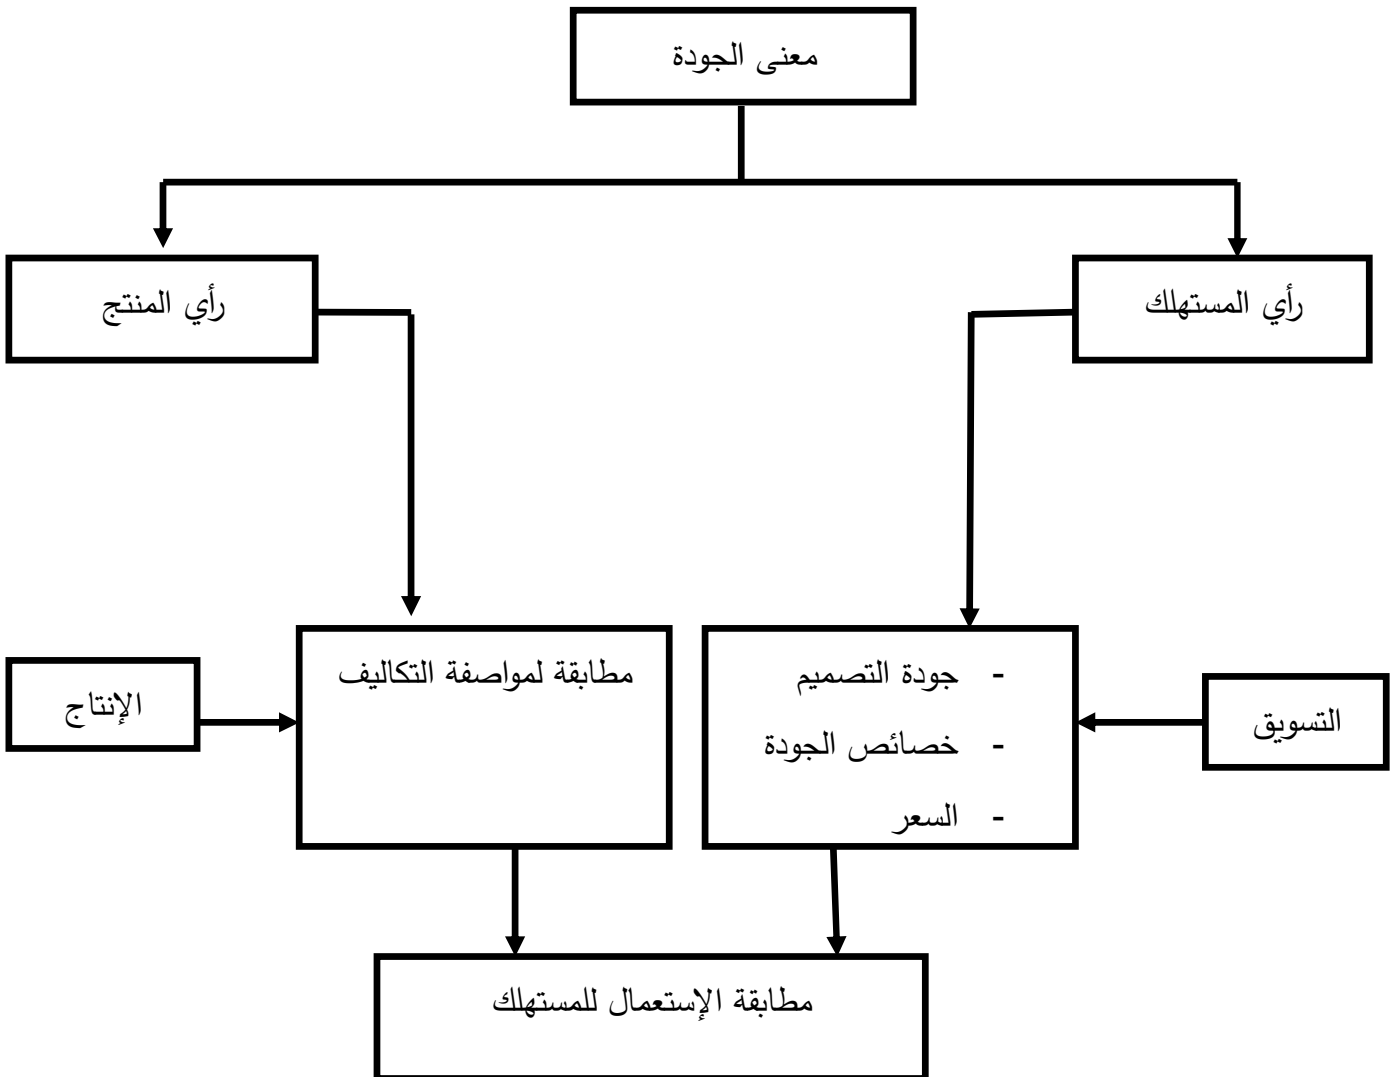 معنى الجودة
رأي المستهلك
رأي المنتج
- جودة التصميم
- خصائص الجودة
- السعر
مطابقة لمواصفة التكاليف
التسويق
الإنتاج
مطابقة الإستعمال للمستهلك